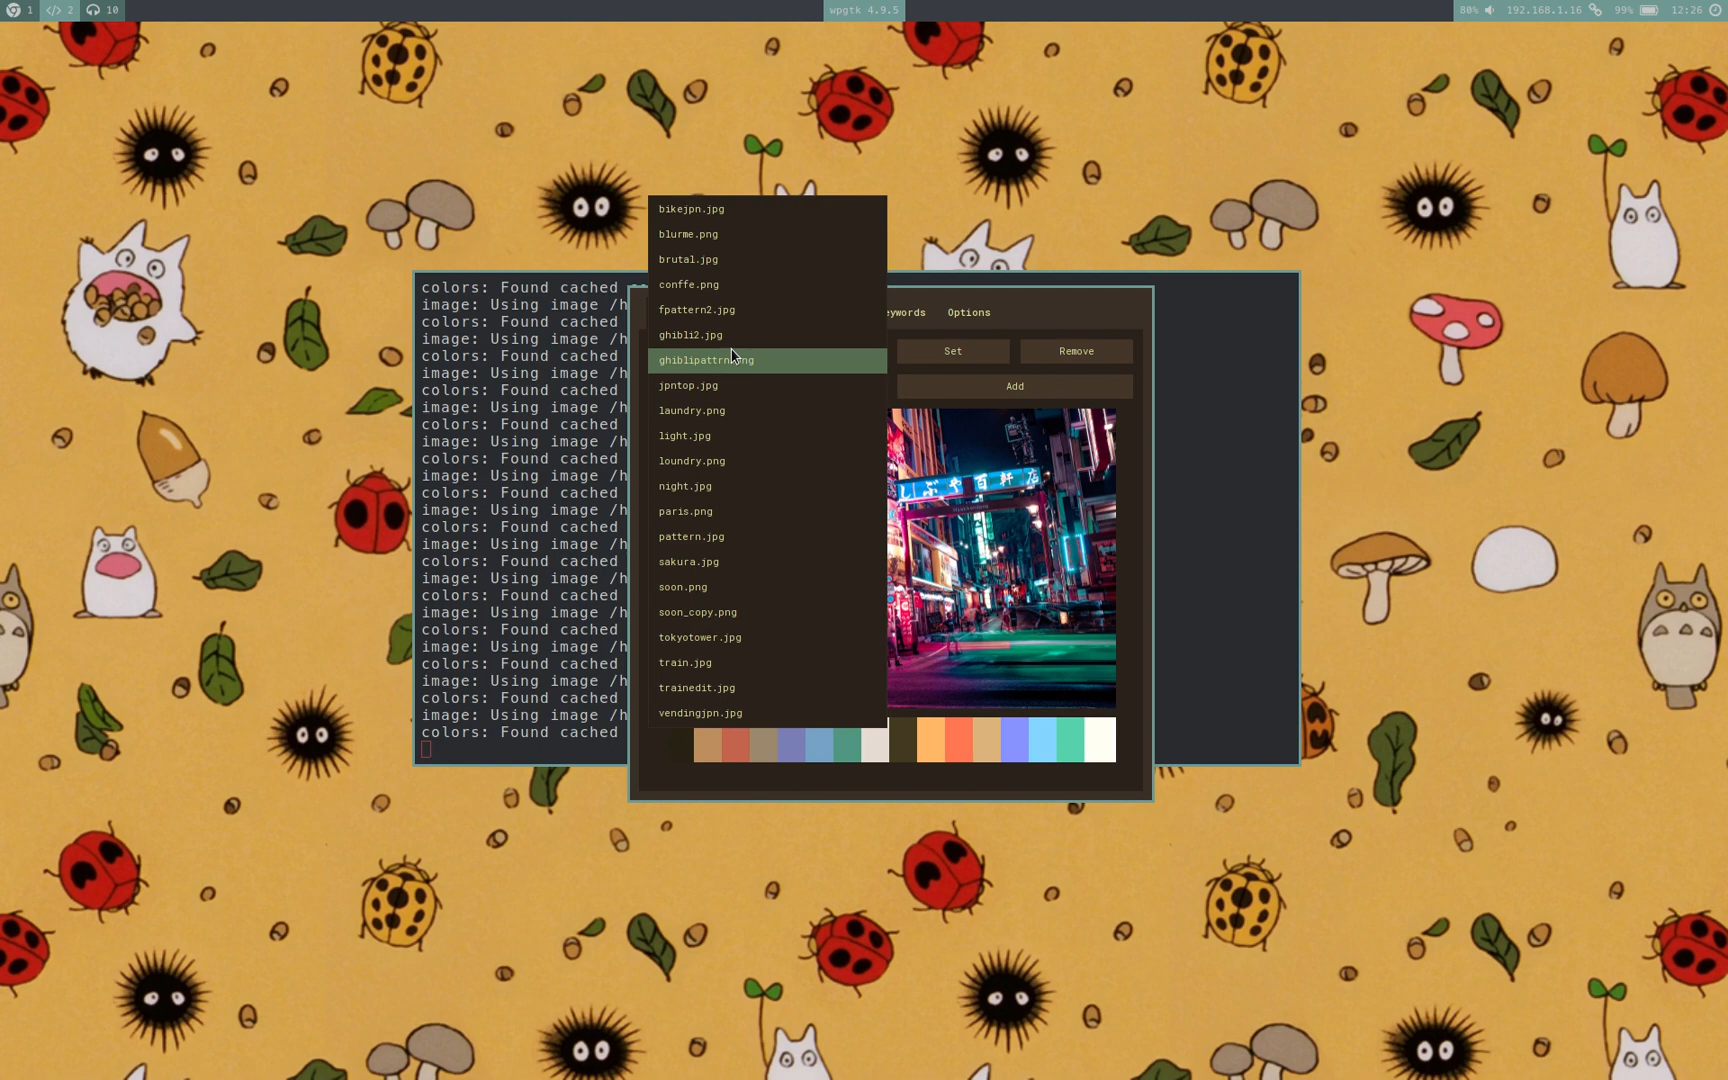 1
</> 2
10
wpgtk 4.9.5
80%
192.168.1.16
99%
12:26
colors: Found cached
image: Using image /h
colors: Found cached
image: Using image /h
colors: Found cached
image: Using image /h
colors: Found cached
image: Using image /h
colors: Found cached
image: Using image /h
colors: Found cached
image: Using image /h
colors: Found cached
image: Using image /h
colors: Found cached
image: Using image /h
colors: Found cached
image: Using image /h
colors: Found cached
image: Using image /h
colors: Found cached
image: Using image /h
colors: Found cached
image: Using image /h
colors: Found cached
image: Using image /h
colors: Found cached
bikejpn.jpg
blurme.png
brutal.jpg
conffe.png
fpattern2.jpg
ghibli2.jpg
jpntop.jpg
laundry.png
light.jpg
loundry.png
night.jpg
paris.png
pattern.jpg
sakura.jpg
soon.png
soon_copy.png
tokyotower.jpg
train.jpg
trainedit.jpg
vendingjpn.jpg
eywords
Options
Set
Remove
Add
しぶや百軒店